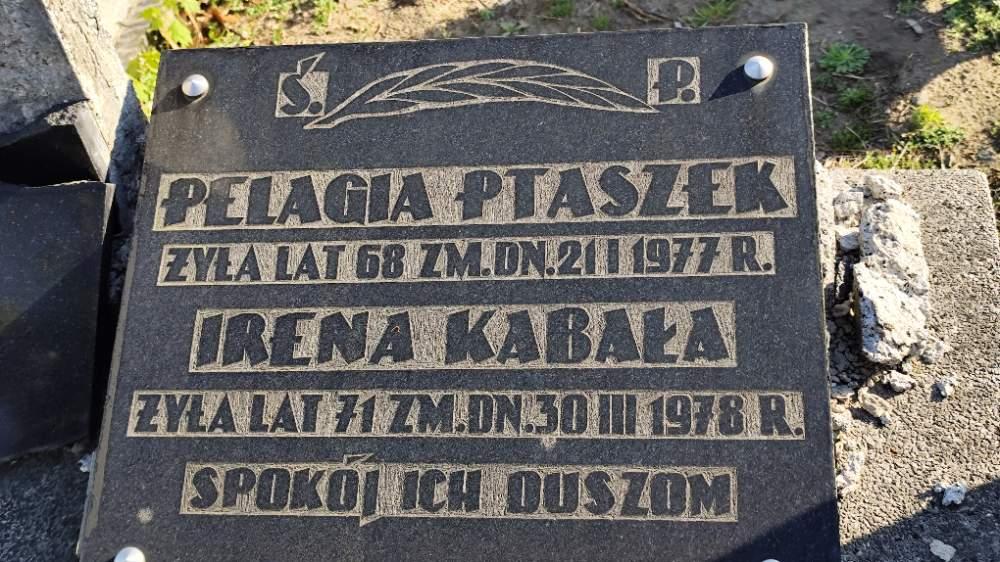 Ś. P.
PELAGIA PTASZEK
ŻYŁA LAT 68 ZM.DN.21 I 1977 R.
IRENA KABAŁA
ŻYŁA LAT 71 ZM.DN.30 III 1978 R.
SPOKÓJ ICH DUSZOM